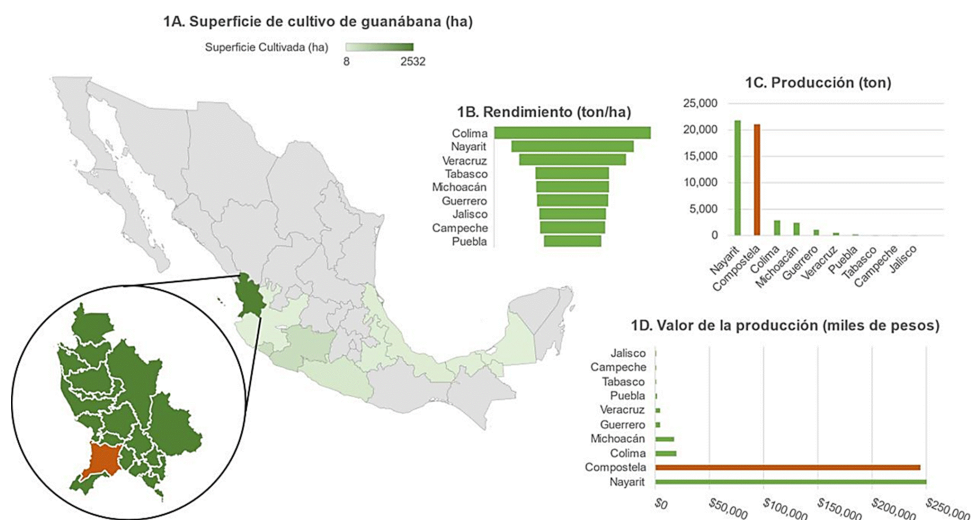 1A. Superficie de cultivo de guanábana (ha)
Superficie Cultivada (ha)
8 2532
1B. Rendimiento (ton/ha)
Colima
Nayarit
Veracruz
Tabasco
Michoacán
Guerrero
Jalisco
Campeche
Puebla
1C. Producción (ton)
25,000
20,000
15,000
10,000
5,000
0
Nayarit
Compostela
Colima
Michoacán
Guerrero
Veracruz
Puebla
Tabasco
Campeche
Jalisco
1D. Valor de la producción (miles de pesos)
Jalisco
Campeche
Tabasco
Puebla
Veracruz
Guerrero
Michoacán
Colima
Compostela
Nayarit
$0
$50,000
$100,000
$150,000
$200,000
$250,000